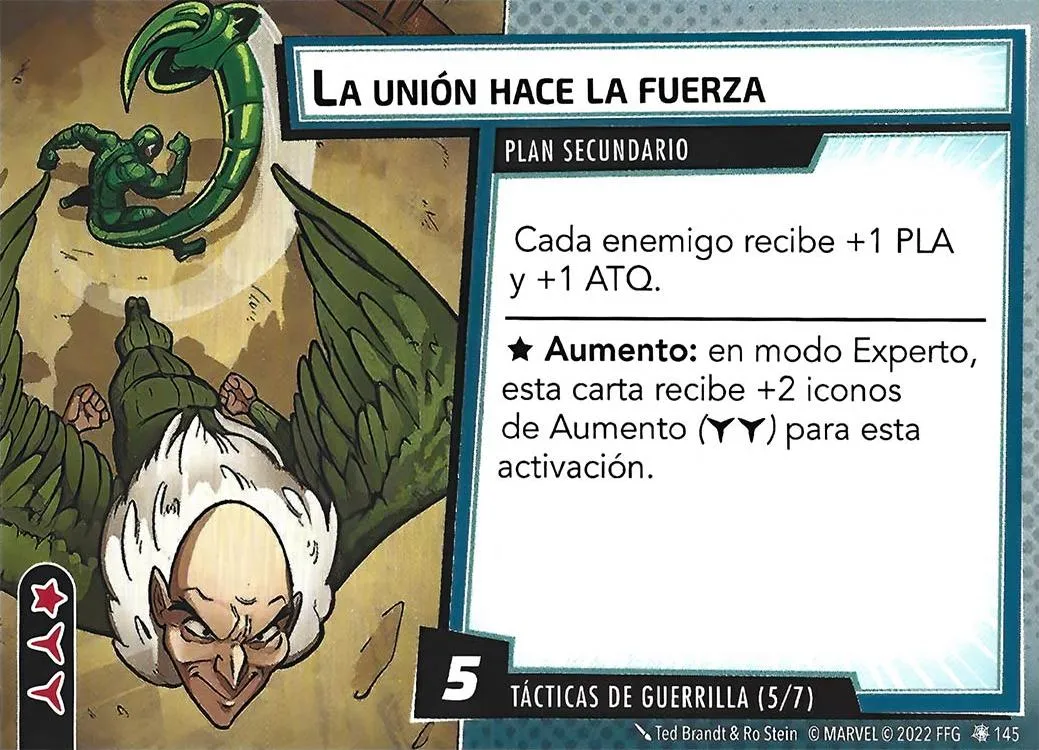 La unión hace la fuerza
PLAN SECUNDARIO
Cada enemigo recibe +1 PLA
y +1 ATQ.
★ Aumento: en modo Experto,
esta carta recibe +2 iconos
de Aumento () para esta
activación.
5
TÁCTICAS DE GUERRILLA (5/7)
Ted Brandt & Ro Stein © MARVEL © 2022 FFG 145